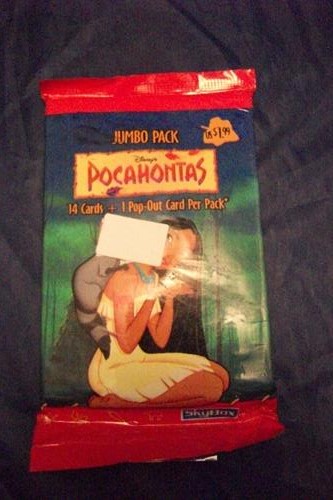 JUMBO PACK
US $1.99
Disney's
POCAHONTAS
14 Cards + 1 Pop-Out Card Per Pack*
SkyBox